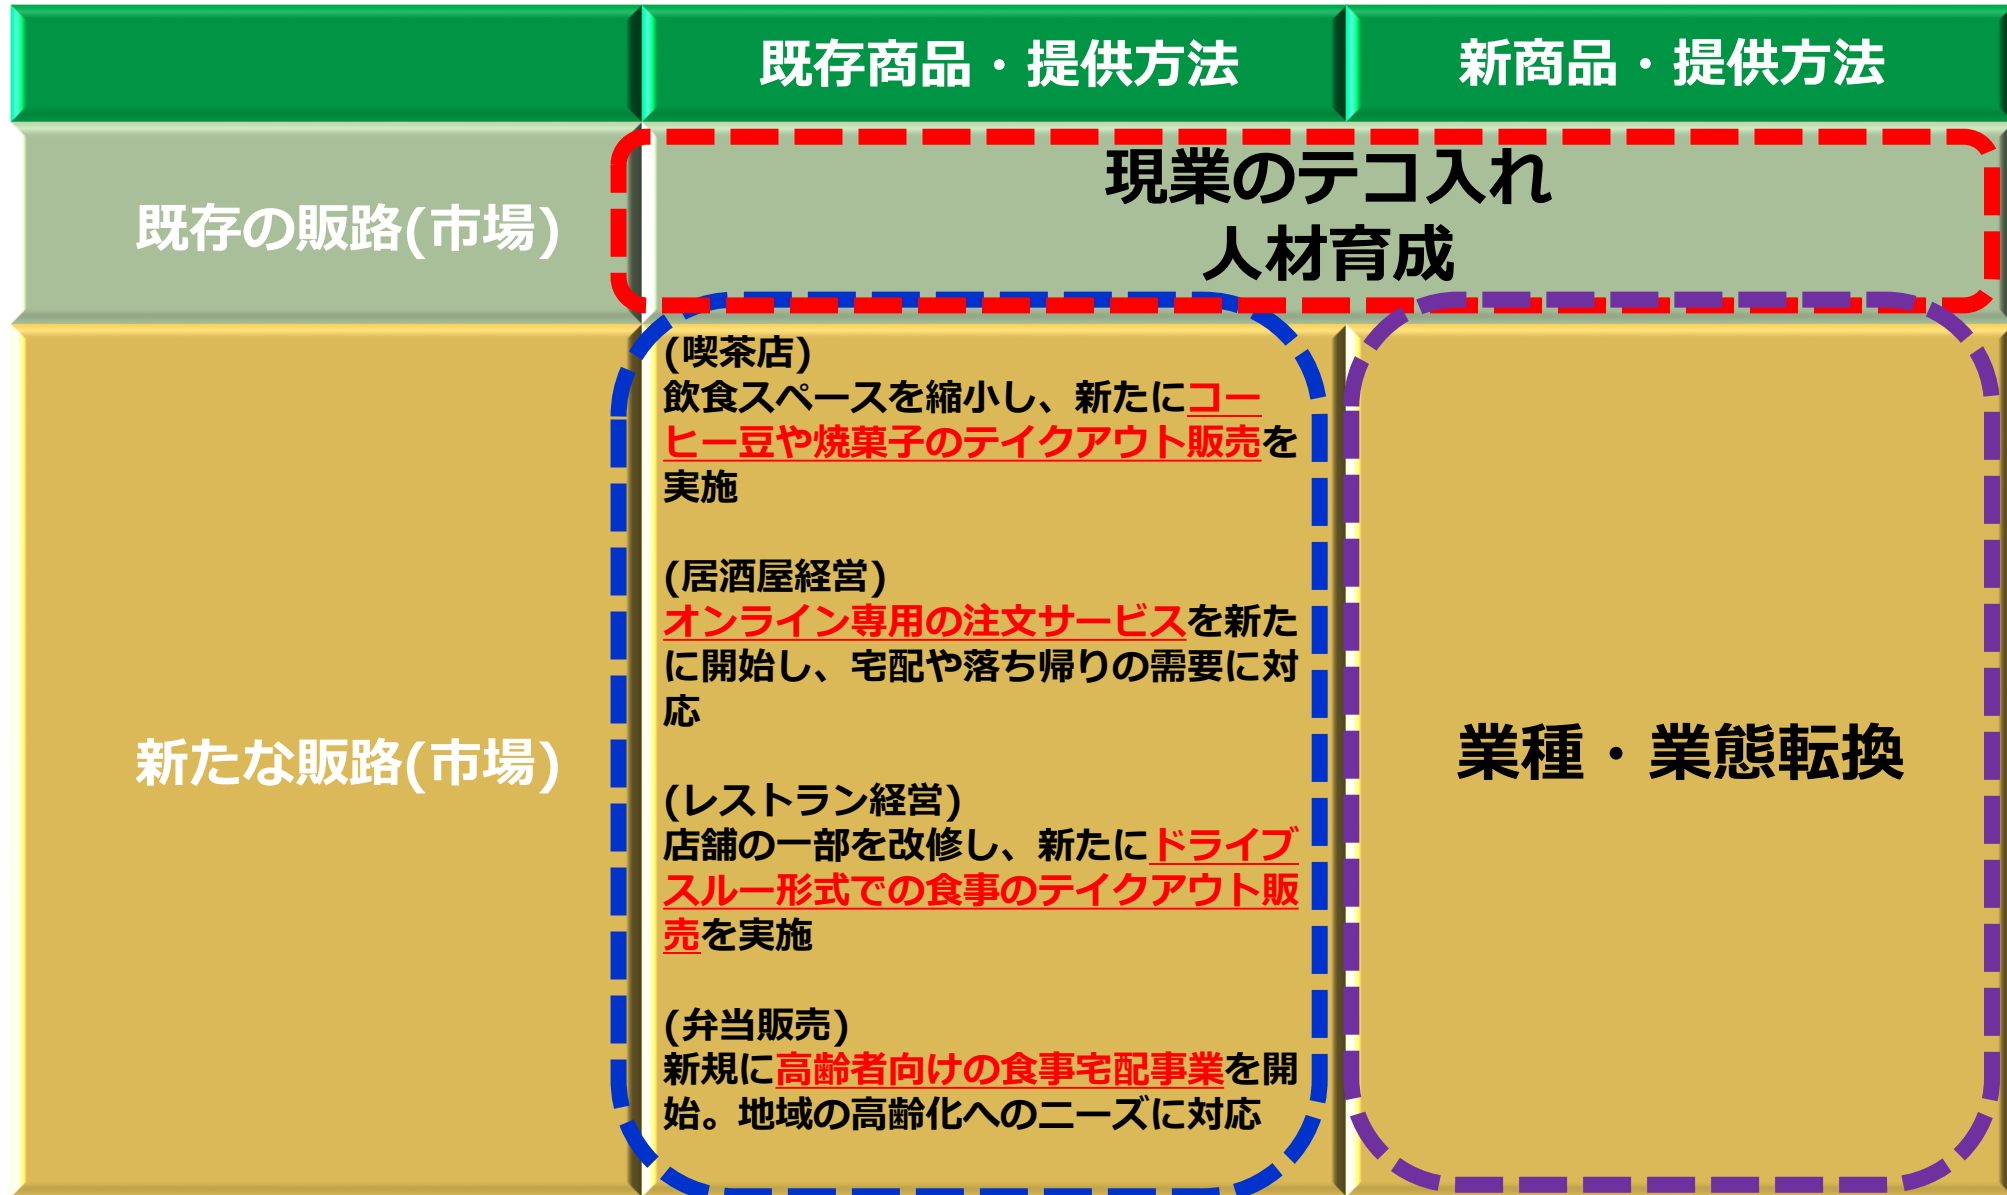 既存商品・提供方法
新商品・提供方法
既存の販路(市場)
現業のテコ入れ
人材育成
新たな販路(市場)
(喫茶店)
飲食スペースを縮小し、新たにコー
ヒー豆や焼菓子のテイクアウト販売を
実施
(居酒屋経営)
オンライン専用の注文サービスを新た
に開始し、宅配や落ち帰りの需要に対
応
(レストラン経営)
店舗の一部を改修し、新たにドライブ
スルー形式での食事のテイクアウト販
売を実施
(弁当販売)
新規に高齢者向けの食事宅配事業を開
始。地域の高齢化へのニーズに対応
業種・業態転換